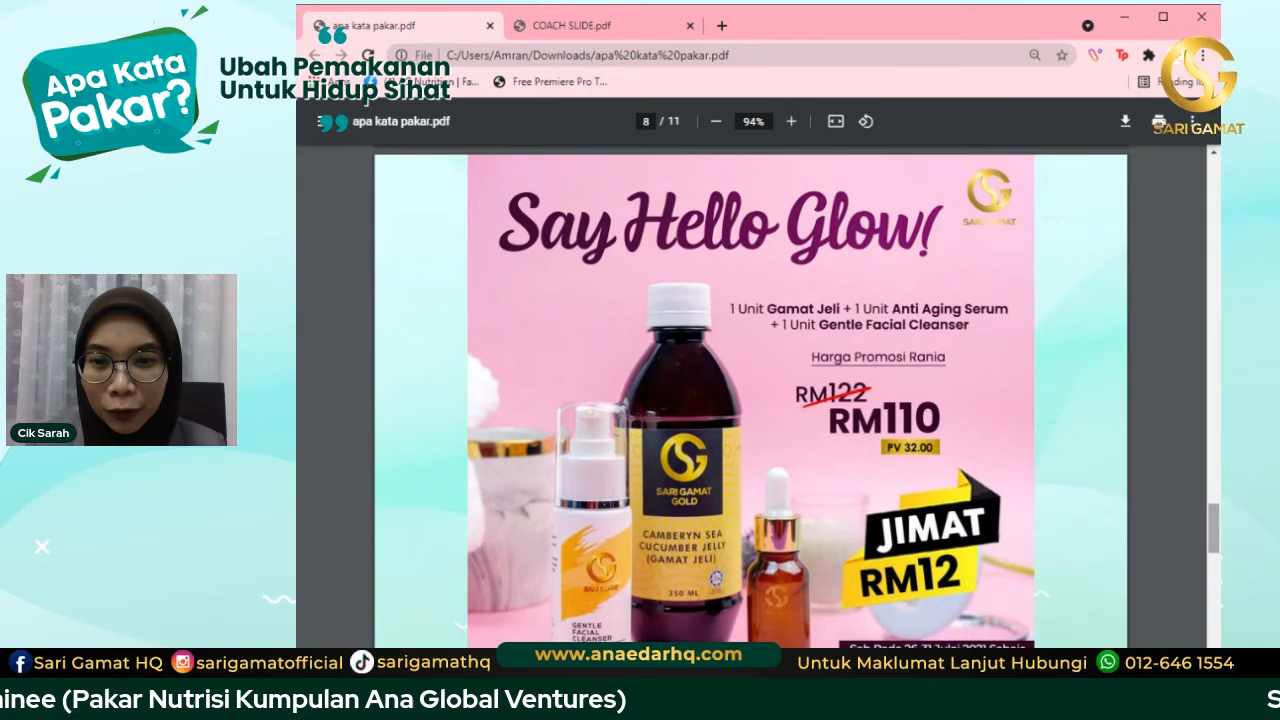 Apa Kata
Pakar?
Ubah Pemakanan
Untuk Hidup Sihat
apa kata pakar.pdf
COACH SLIDE.pdf
File
C:/Users/Amran/Downloads/apa%20kata%20pakar.pdf
Nutrition | Fa...
Free Premiere Pro T...
apa kata pakar.pdf
8 / 11
94%
SARI GAMAT
Say Hello Glow!
SARI GAMAT
1 Unit Gamat Jeli + 1 Unit Anti Aging Serum
+ 1 Unit Gentle Facial Cleanser
Harga Promosi Rania
RM122
RM110
PV 32.00
JIMAT
RM12
SARI GAMAT
GOLD
CAMBERYN SEA
CUCUMBER JELLY
(GAMAT JELI)
350 ML
GENTLE
FACIAL
CLEANSER
Cik Sarah
Sari Gamat HQ
sarigamatofficial
sarigamathq
www.anaedarhq.com
Untuk Maklumat Lanjut Hubungi
012-646 1554
(Pakar Nutrisi Kumpulan Ana Global Ventures)